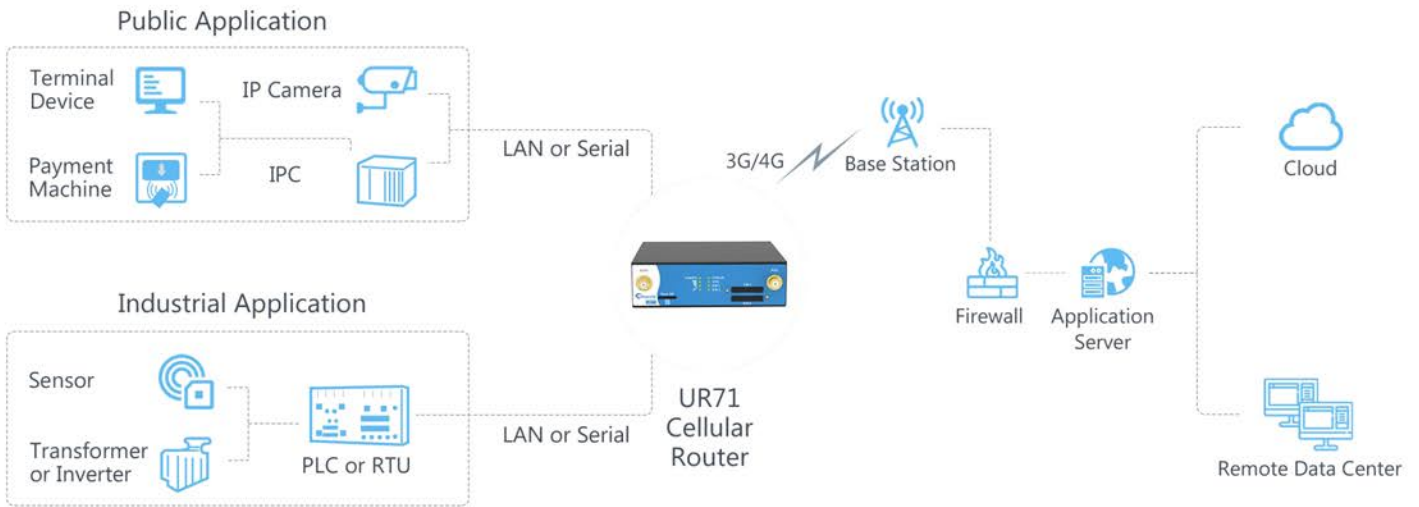 Public Application
Terminal
Device
IP Camera
Payment
Machine
IPC
LAN or Serial
Industrial Application
Sensor
Transformer
or Inverter
PLC or RTU
LAN or Serial
UR71
Cellular
Router
3G/4G
Base Station
Firewall
Application
Server
Cloud
Remote Data Center